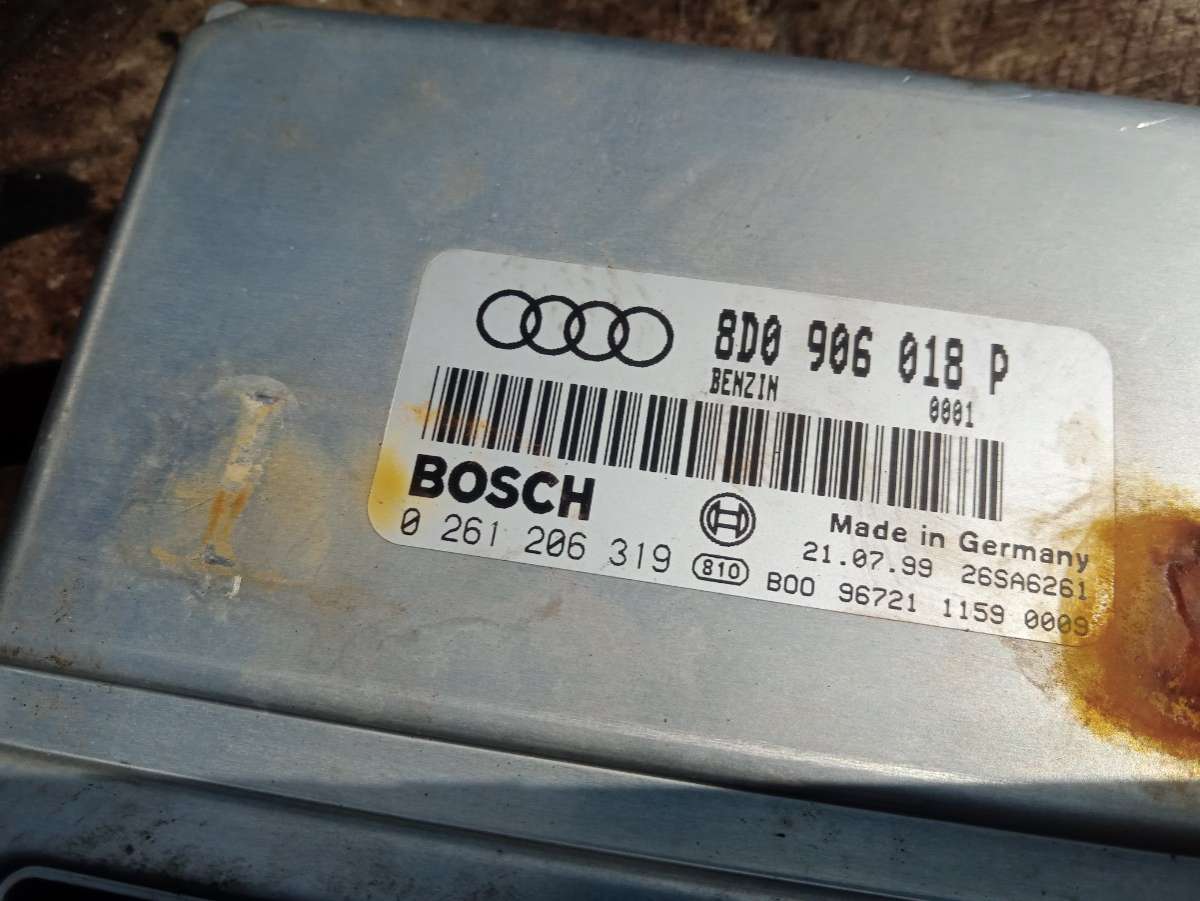 8D0 906 018 P
BENZIN 0001
BOSCH
Made in Germany
0 261 206 319
21.07.99 26SA6261
810 B00 96721 1159 0009